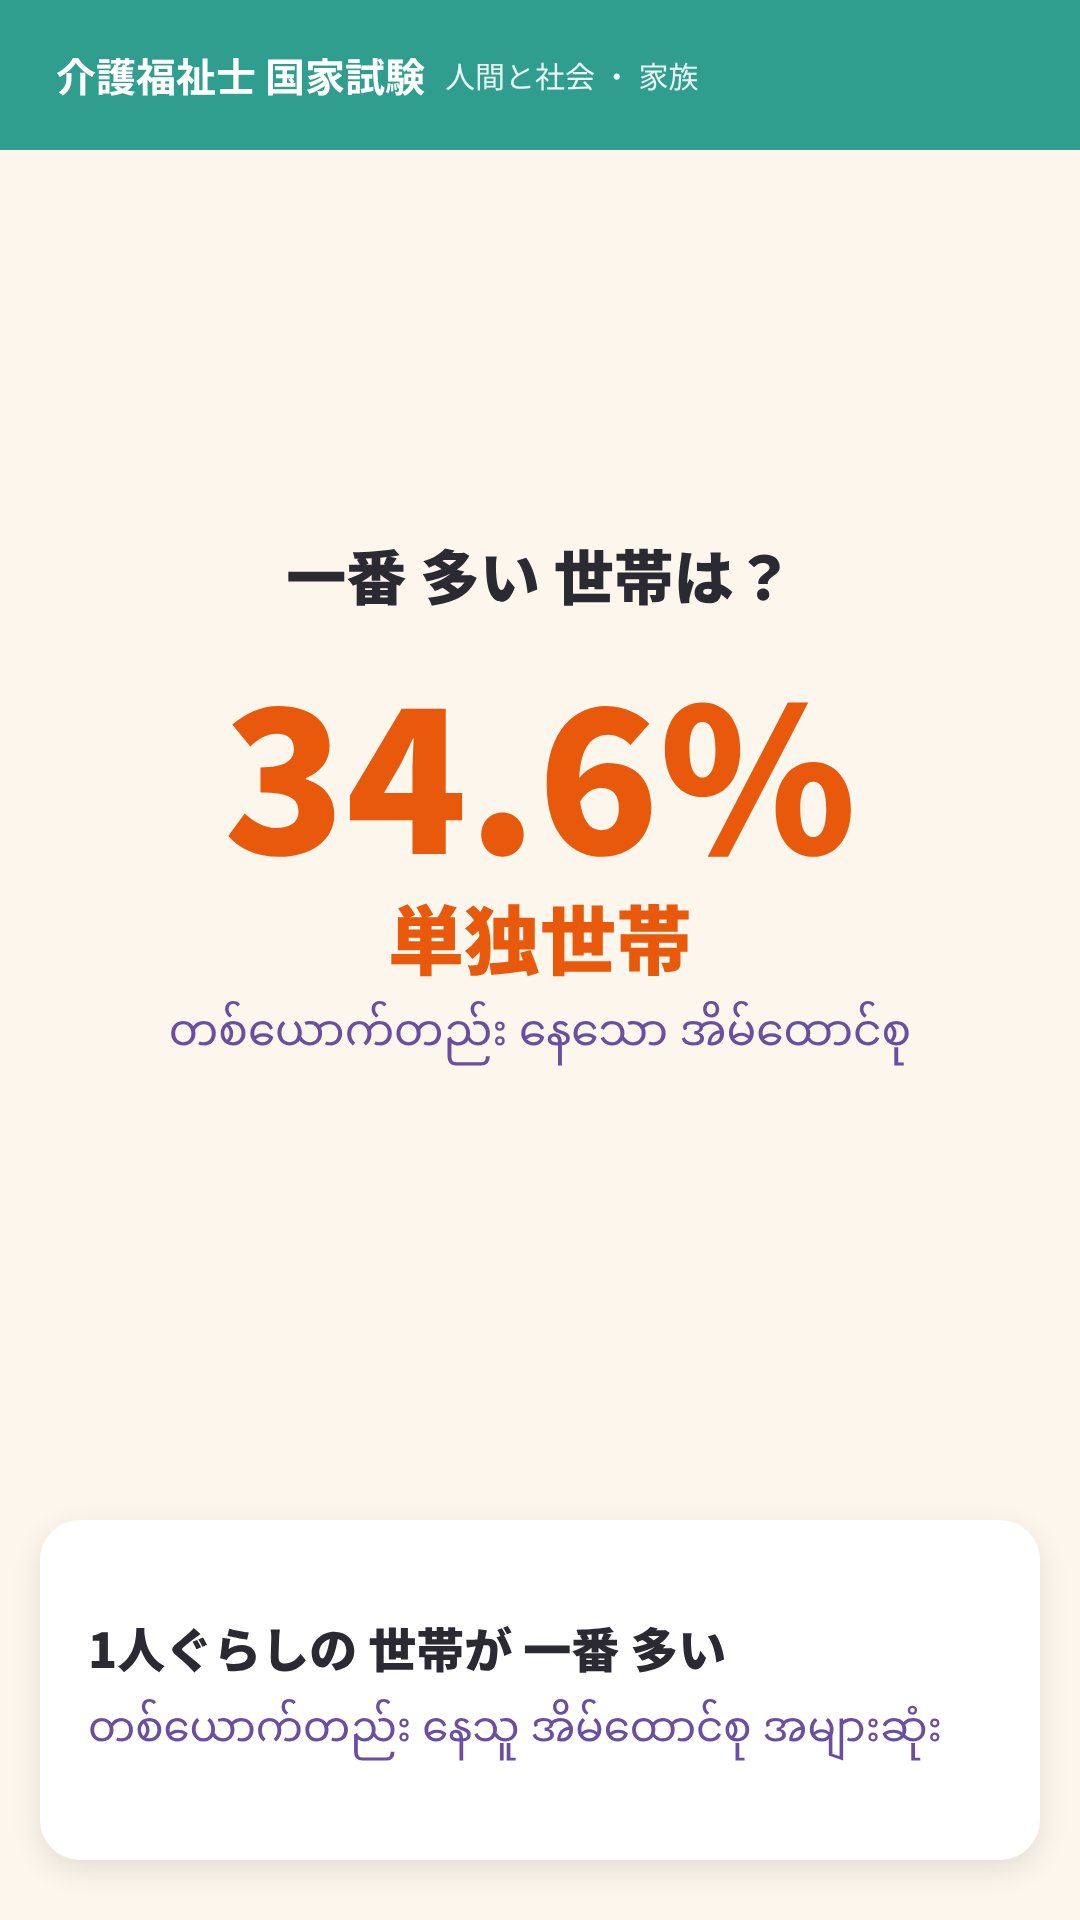 介護福祉士 国家試験 人間と社会 ・ 家族
一番 多い 世帯は？
34.6%
単独世帯
တစ်ယောက်တည်း နေသော အိမ်ထောင်စု
1人ぐらしの 世帯が 一番 多い
တစ်ယောက်တည်း နေသူ အိမ်ထောင်စု အများဆုံး